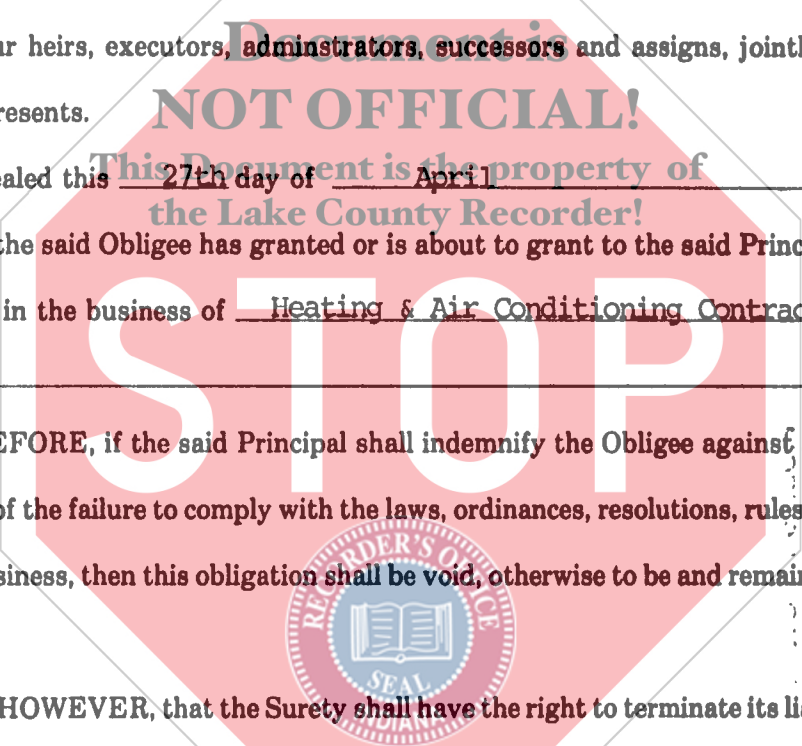 ur heirs, executors, adminstrators, successors and assigns, jointl
Document is
resents.
NOT OFFICIAL!
ealed this 27th day of April
This Document is the property of
the Lake County Recorder!
the said Obligee has granted or is about to grant to the said Princ
in the business of Heating & Air Conditioning Contrac
STOP
EFORE, if the said Principal shall indemnify the Obligee against
of the failure to comply with the laws, ordinances, resolutions, rules
siness, then this obligation shall be void, otherwise to be and remain
RECORDER'S OFFICE
SEAL
INDIANA
HOWEVER, that the Surety shall have the right to terminate its lia